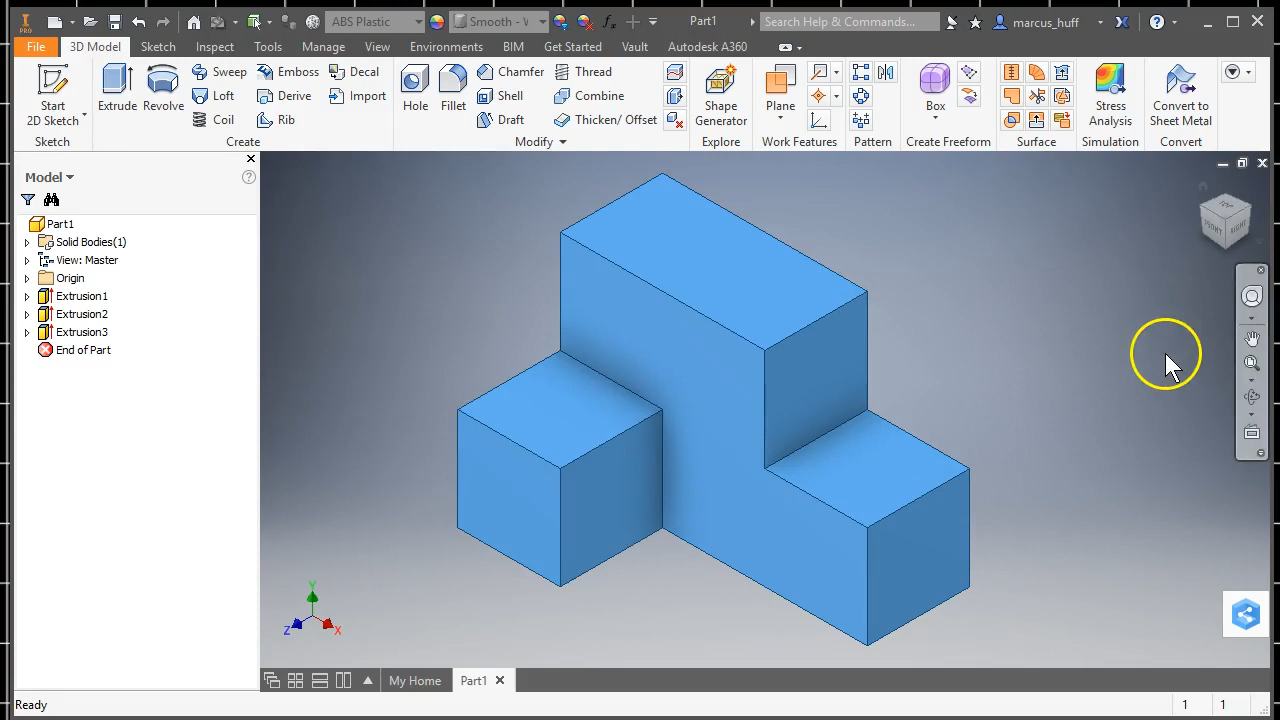 PRO
ABS Plastic
Smooth - V
Part1
Search Help & Commands...
marcus_huff
File 3D Model Sketch Inspect Tools Manage View Environments BIM Get Started Vault Autodesk A360
Start
2D Sketch
Extrude
Revolve
Sweep
Loft
Coil
Emboss
Derive
Rib
Decal
Import
Hole
Fillet
Chamfer
Shell
Draft
Thread
Combine
Thicken/ Offset
Shape
Generator
Plane
Box
Stress
Analysis
Convert to
Sheet Metal
Sketch Create Modify Explore Work Features Pattern Create Freeform Surface Simulation Convert
Model
Part1
Solid Bodies(1)
View: Master
Origin
Extrusion1
Extrusion2
Extrusion3
End of Part
TOP
FRONT RIGHT
Y
Z X
My Home Part1
Ready 1 1